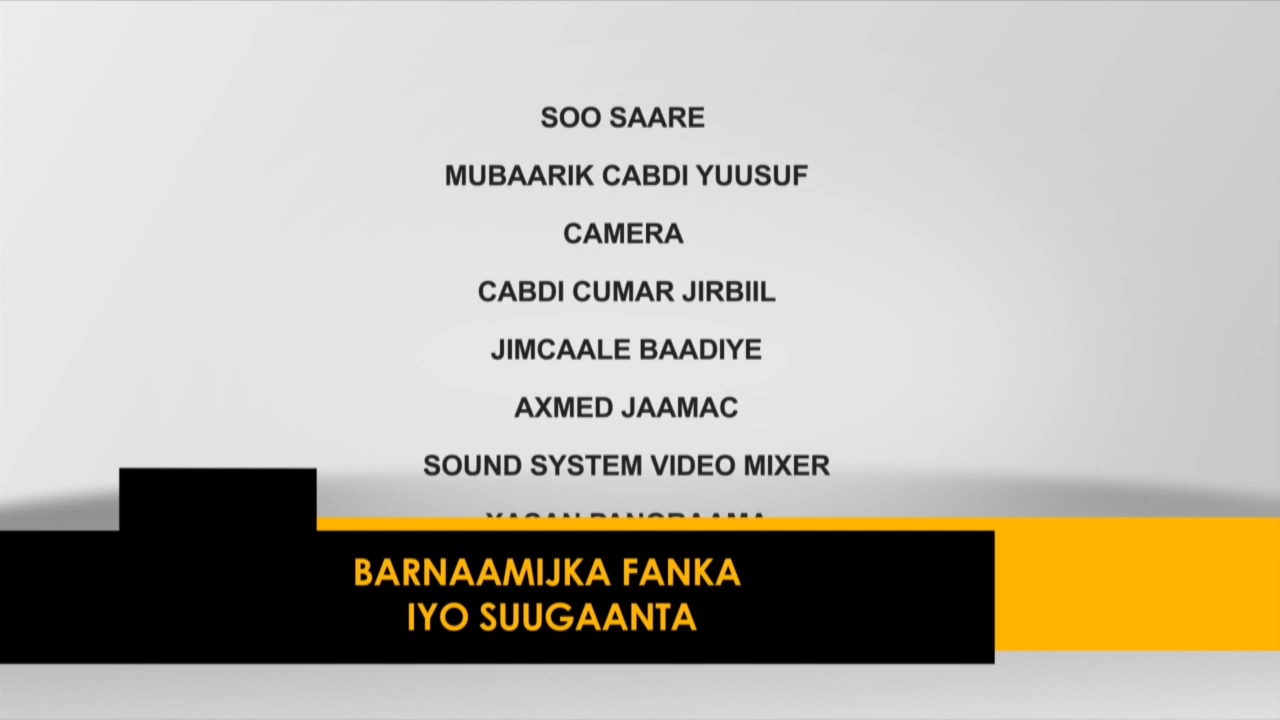 SOO SAARE
MUBAARIK CABDI YUUSUF
CAMERA
CABDI CUMAR JIRBIIL
JIMCAALE BAADIYE
AXMED JAAMAC
SOUND SYSTEM VIDEO MIXER
BARNAAMIJKA FANKA
IYO SUUGAANTA